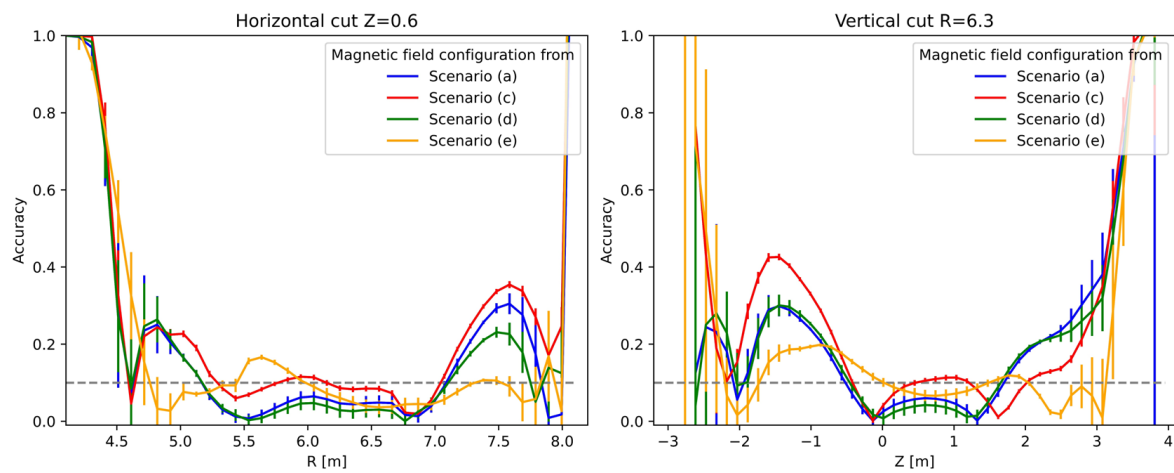 Horizontal cut Z=0.6
Magnetic field configuration from
Scenario (a)
Scenario (c)
Scenario (d)
Scenario (e)
Accuracy
1.0
0.8
0.6
0.4
0.2
0.0
4.5 5.0 5.5 6.0 6.5 7.0 7.5 8.0
R [m]
Vertical cut R=6.3
Magnetic field configuration from
Scenario (a)
Scenario (c)
Scenario (d)
Scenario (e)
Accuracy
1.0
0.8
0.6
0.4
0.2
0.0
−3 −2 −1 0 1 2 3 4
Z [m]